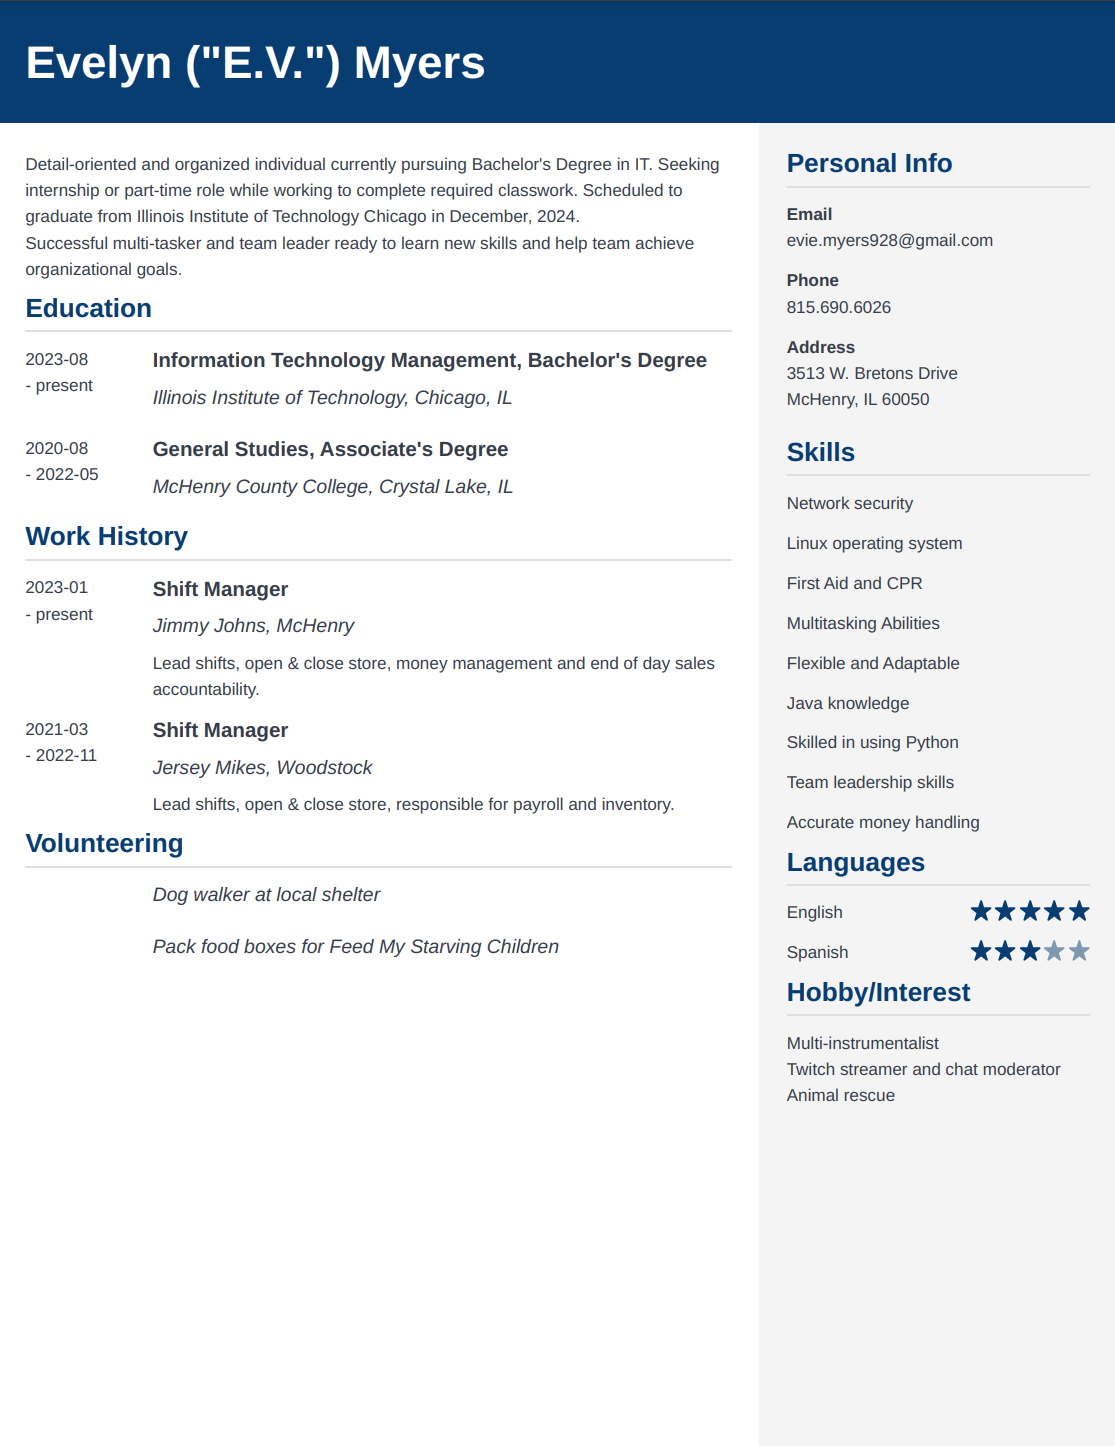 Evelyn ("E.V.") Myers
Detail-oriented and organized individual currently pursuing Bachelor's Degree in IT. Seeking
internship or part-time role while working to complete required classwork. Scheduled to
graduate from Illinois Institute of Technology Chicago in December, 2024.
Successful multi-tasker and team leader ready to learn new skills and help team achieve
organizational goals.
Education
2023-08
- present
Information Technology Management, Bachelor's Degree
Illinois Institute of Technology, Chicago, IL
2020-08
- 2022-05
General Studies, Associate's Degree
McHenry County College, Crystal Lake, IL
Work History
2023-01
- present
Shift Manager
Jimmy Johns, McHenry
Lead shifts, open & close store, money management and end of day sales
accountability.
2021-03
- 2022-11
Shift Manager
Jersey Mikes, Woodstock
Lead shifts, open & close store, responsible for payroll and inventory.
Volunteering
Dog walker at local shelter
Pack food boxes for Feed My Starving Children
Personal Info
Email
evie.myers928@gmail.com
Phone
815.690.6026
Address
3513 W. Bretons Drive
McHenry, IL 60050
Skills
Network security
Linux operating system
First Aid and CPR
Multitasking Abilities
Flexible and Adaptable
Java knowledge
Skilled in using Python
Team leadership skills
Accurate money handling
Languages
English
Spanish
Hobby/Interest
Multi-instrumentalist
Twitch streamer and chat moderator
Animal rescue